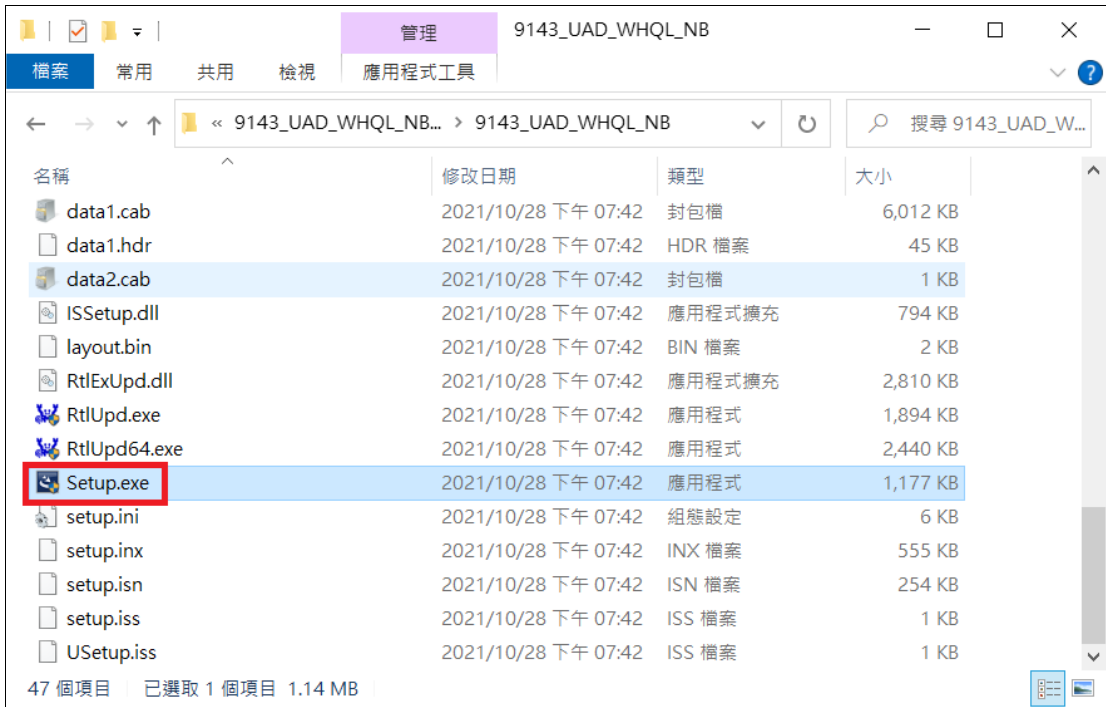 管理 9143_UAD_WHQL_NB
檔案 常用 共用 檢視 應用程式工具 ?
« 9143_UAD_WHQL_NB... > 9143_UAD_WHQL_NB 搜尋 9143_UAD_W...
名稱 修改日期 類型 大小
data1.cab 2021/10/28 下午 07:42 封包檔 6,012 KB
data1.hdr 2021/10/28 下午 07:42 HDR 檔案 45 KB
data2.cab 2021/10/28 下午 07:42 封包檔 1 KB
ISSetup.dll 2021/10/28 下午 07:42 應用程式擴充 794 KB
layout.bin 2021/10/28 下午 07:42 BIN 檔案 2 KB
RtlExUpd.dll 2021/10/28 下午 07:42 應用程式擴充 2,810 KB
RtlUpd.exe 2021/10/28 下午 07:42 應用程式 1,894 KB
RtlUpd64.exe 2021/10/28 下午 07:42 應用程式 2,440 KB
Setup.exe 2021/10/28 下午 07:42 應用程式 1,177 KB
setup.ini 2021/10/28 下午 07:42 組態設定 6 KB
setup.inx 2021/10/28 下午 07:42 INX 檔案 555 KB
setup.isn 2021/10/28 下午 07:42 ISN 檔案 254 KB
setup.iss 2021/10/28 下午 07:42 ISS 檔案 1 KB
USetup.iss 2021/10/28 下午 07:42 ISS 檔案 1 KB
47 個項目 已選取 1 個項目 1.14 MB